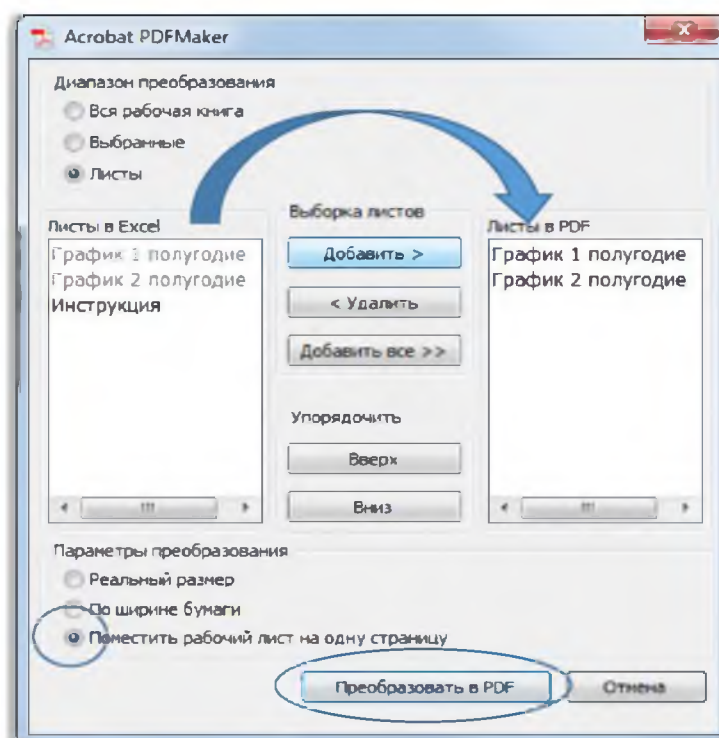 Acrobat PDFMaker
Диапазон преобразования
Вся рабочая книга
Выбранные
Листы
Листы в Excel
График 1 полугодие
График 2 полугодие
Инструкция
Выборка листов
Добавить >
< Удалить
Добавить все >>
Упорядочить
Вверх
Вниз
Листы в PDF
График 1 полугодие
График 2 полугодие
Параметры преобразования
Реальный размер
По ширине бумаги
Поместить рабочий лист на одну страницу
Преобразовать в PDF
Отмена